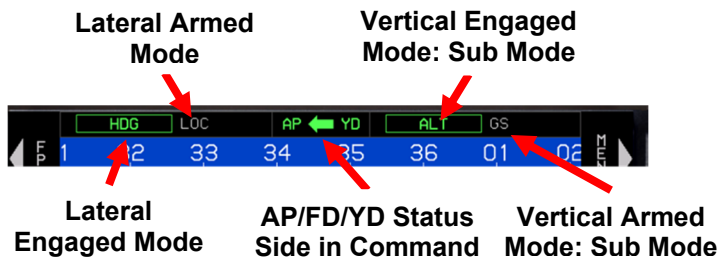 Lateral Armed
Mode
Vertical Engaged
Mode: Sub Mode
HDG LOC AP YD ALT GS
FP 1 32 33 34 35 36 01 02 MEN
Lateral
Engaged Mode
AP/FD/YD Status
Side in Command
Vertical Armed
Mode: Sub Mode